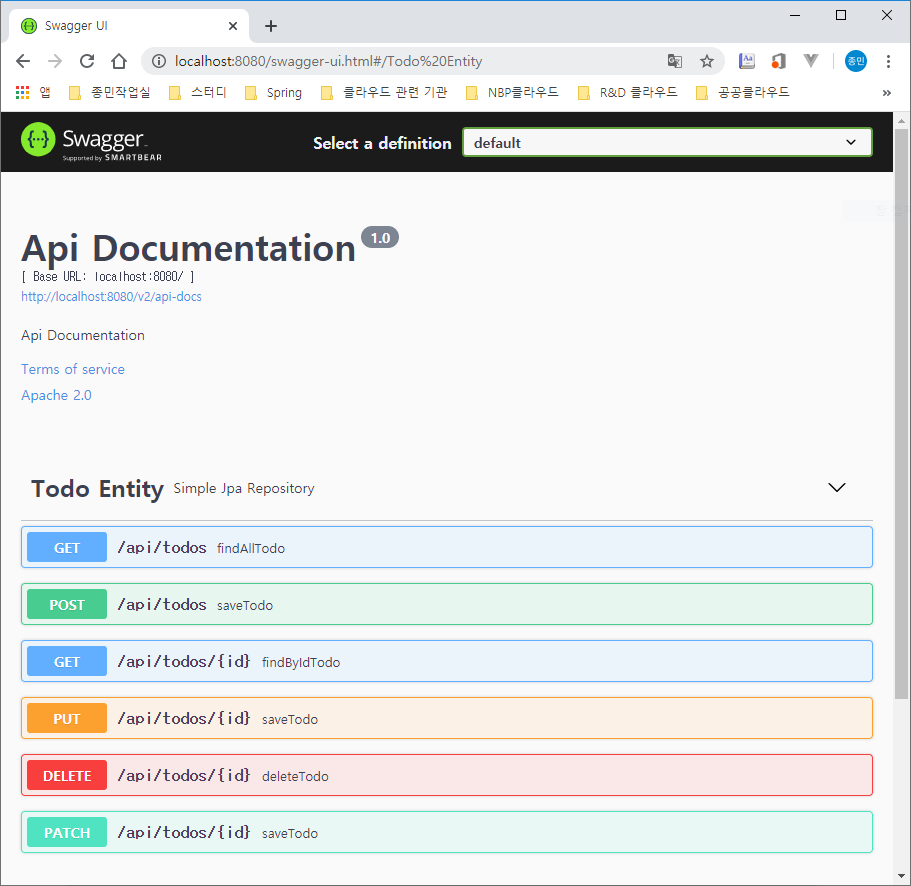 Swagger UI
localhost:8080/swagger-ui.html#/Todo%20Entity
종민
앱 종민작업실 스터디 Spring 클라우드 관련 기관 NBP클라우드 R&D 클라우드 공공클라우드 »
{··} Swagger
Supported by SMARTBEAR
Select a definition default
Api Documentation 1.0
[ Base URL: localhost:8080/ ]
http://localhost:8080/v2/api-docs
Api Documentation
Terms of service
Apache 2.0
Todo Entity Simple Jpa Repository
GET /api/todos findAllTodo
POST /api/todos saveTodo
GET /api/todos/{id} findByIdTodo
PUT /api/todos/{id} saveTodo
DELETE /api/todos/{id} deleteTodo
PATCH /api/todos/{id} saveTodo